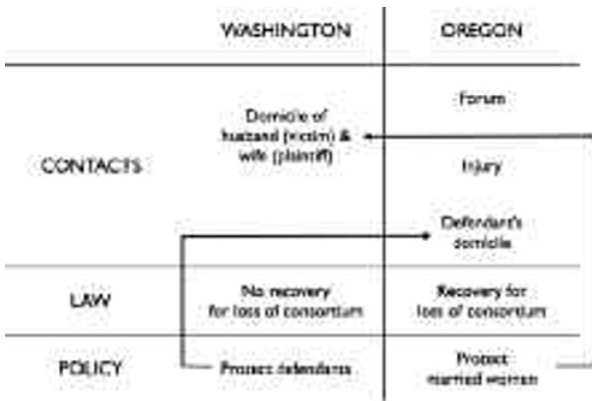 WASHINGTON OREGON
Forum
Domicile of
husband (victim) &
wife (plaintiff)
CONTACTS
Injury
Defendant's
domicile
LAW
No recovery
for loss of consortium
Recovery for
loss of consortium
POLICY
Protect defendants
Protect
married women